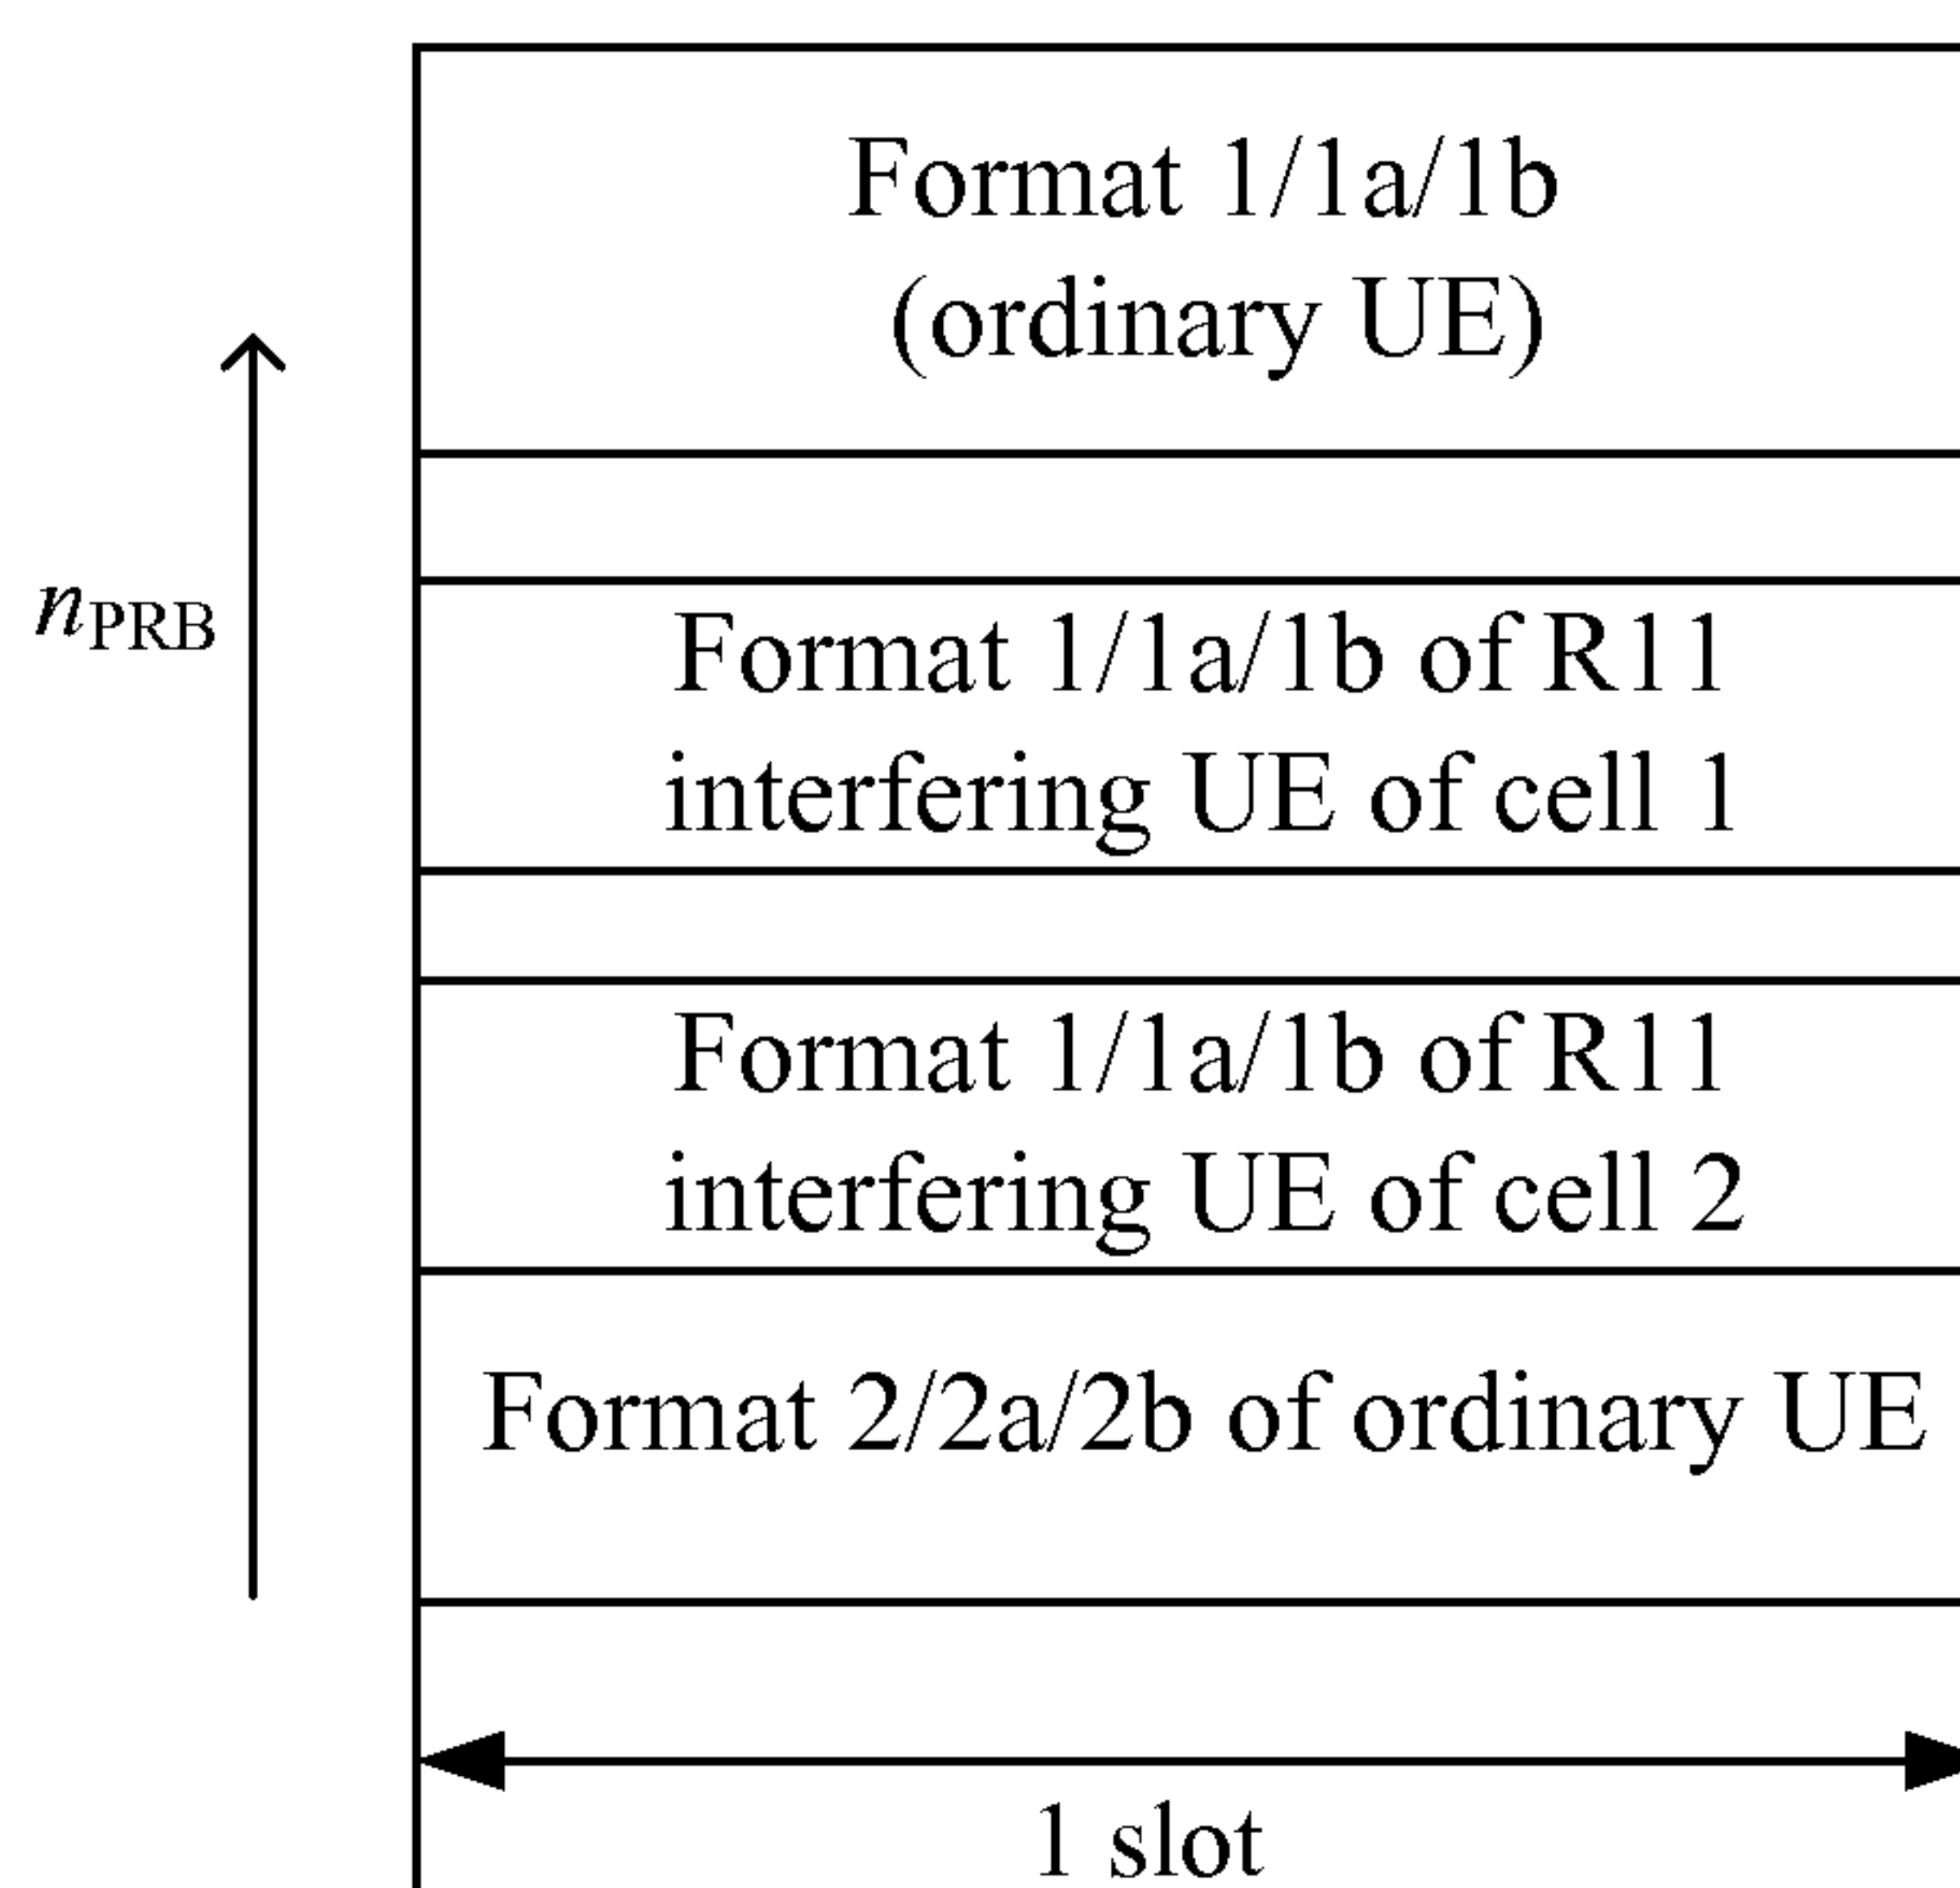 Format 1/1a/1b
(ordinary UE)
nPRB
Format 1/1a/1b of R11
interfering UE of cell 1
Format 1/1a/1b of R11
interfering UE of cell 2
Format 2/2a/2b of ordinary UE
1 slot